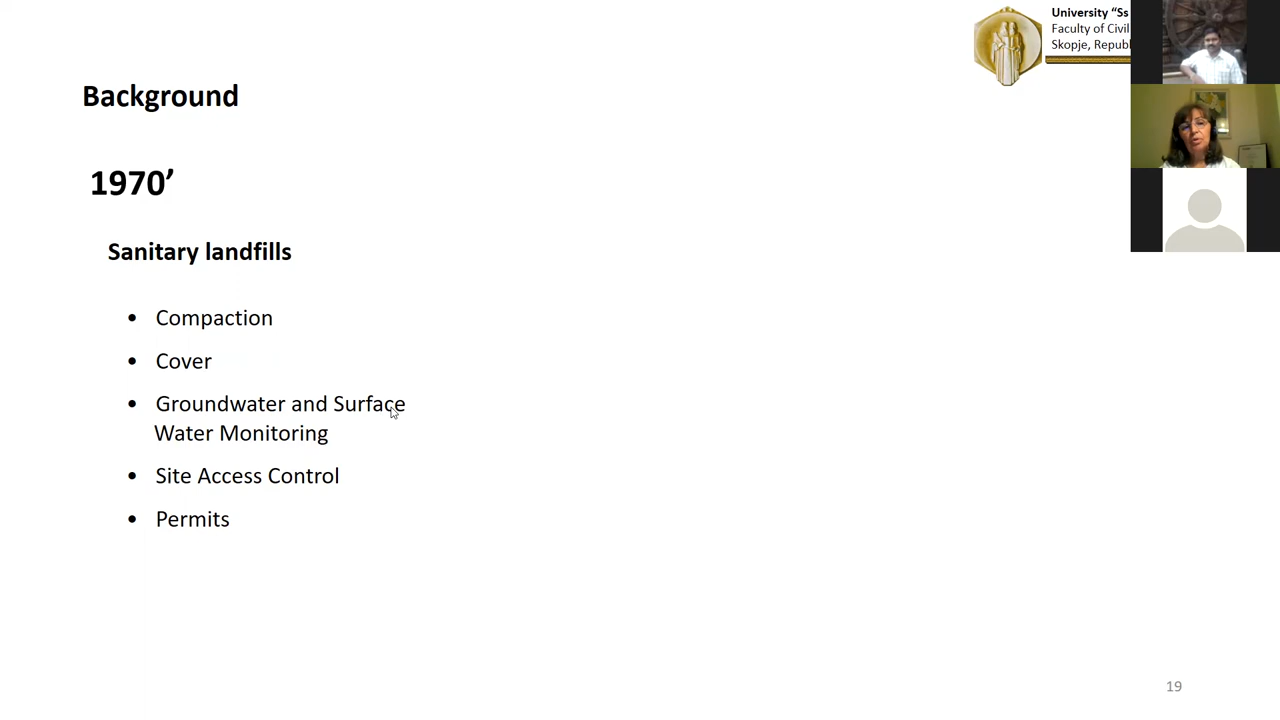 University “Ss
Faculty of Civil
Skopje, Republ
Background
1970’
Sanitary landfills
• Compaction
• Cover
• Groundwater and Surface
Water Monitoring
• Site Access Control
• Permits
19